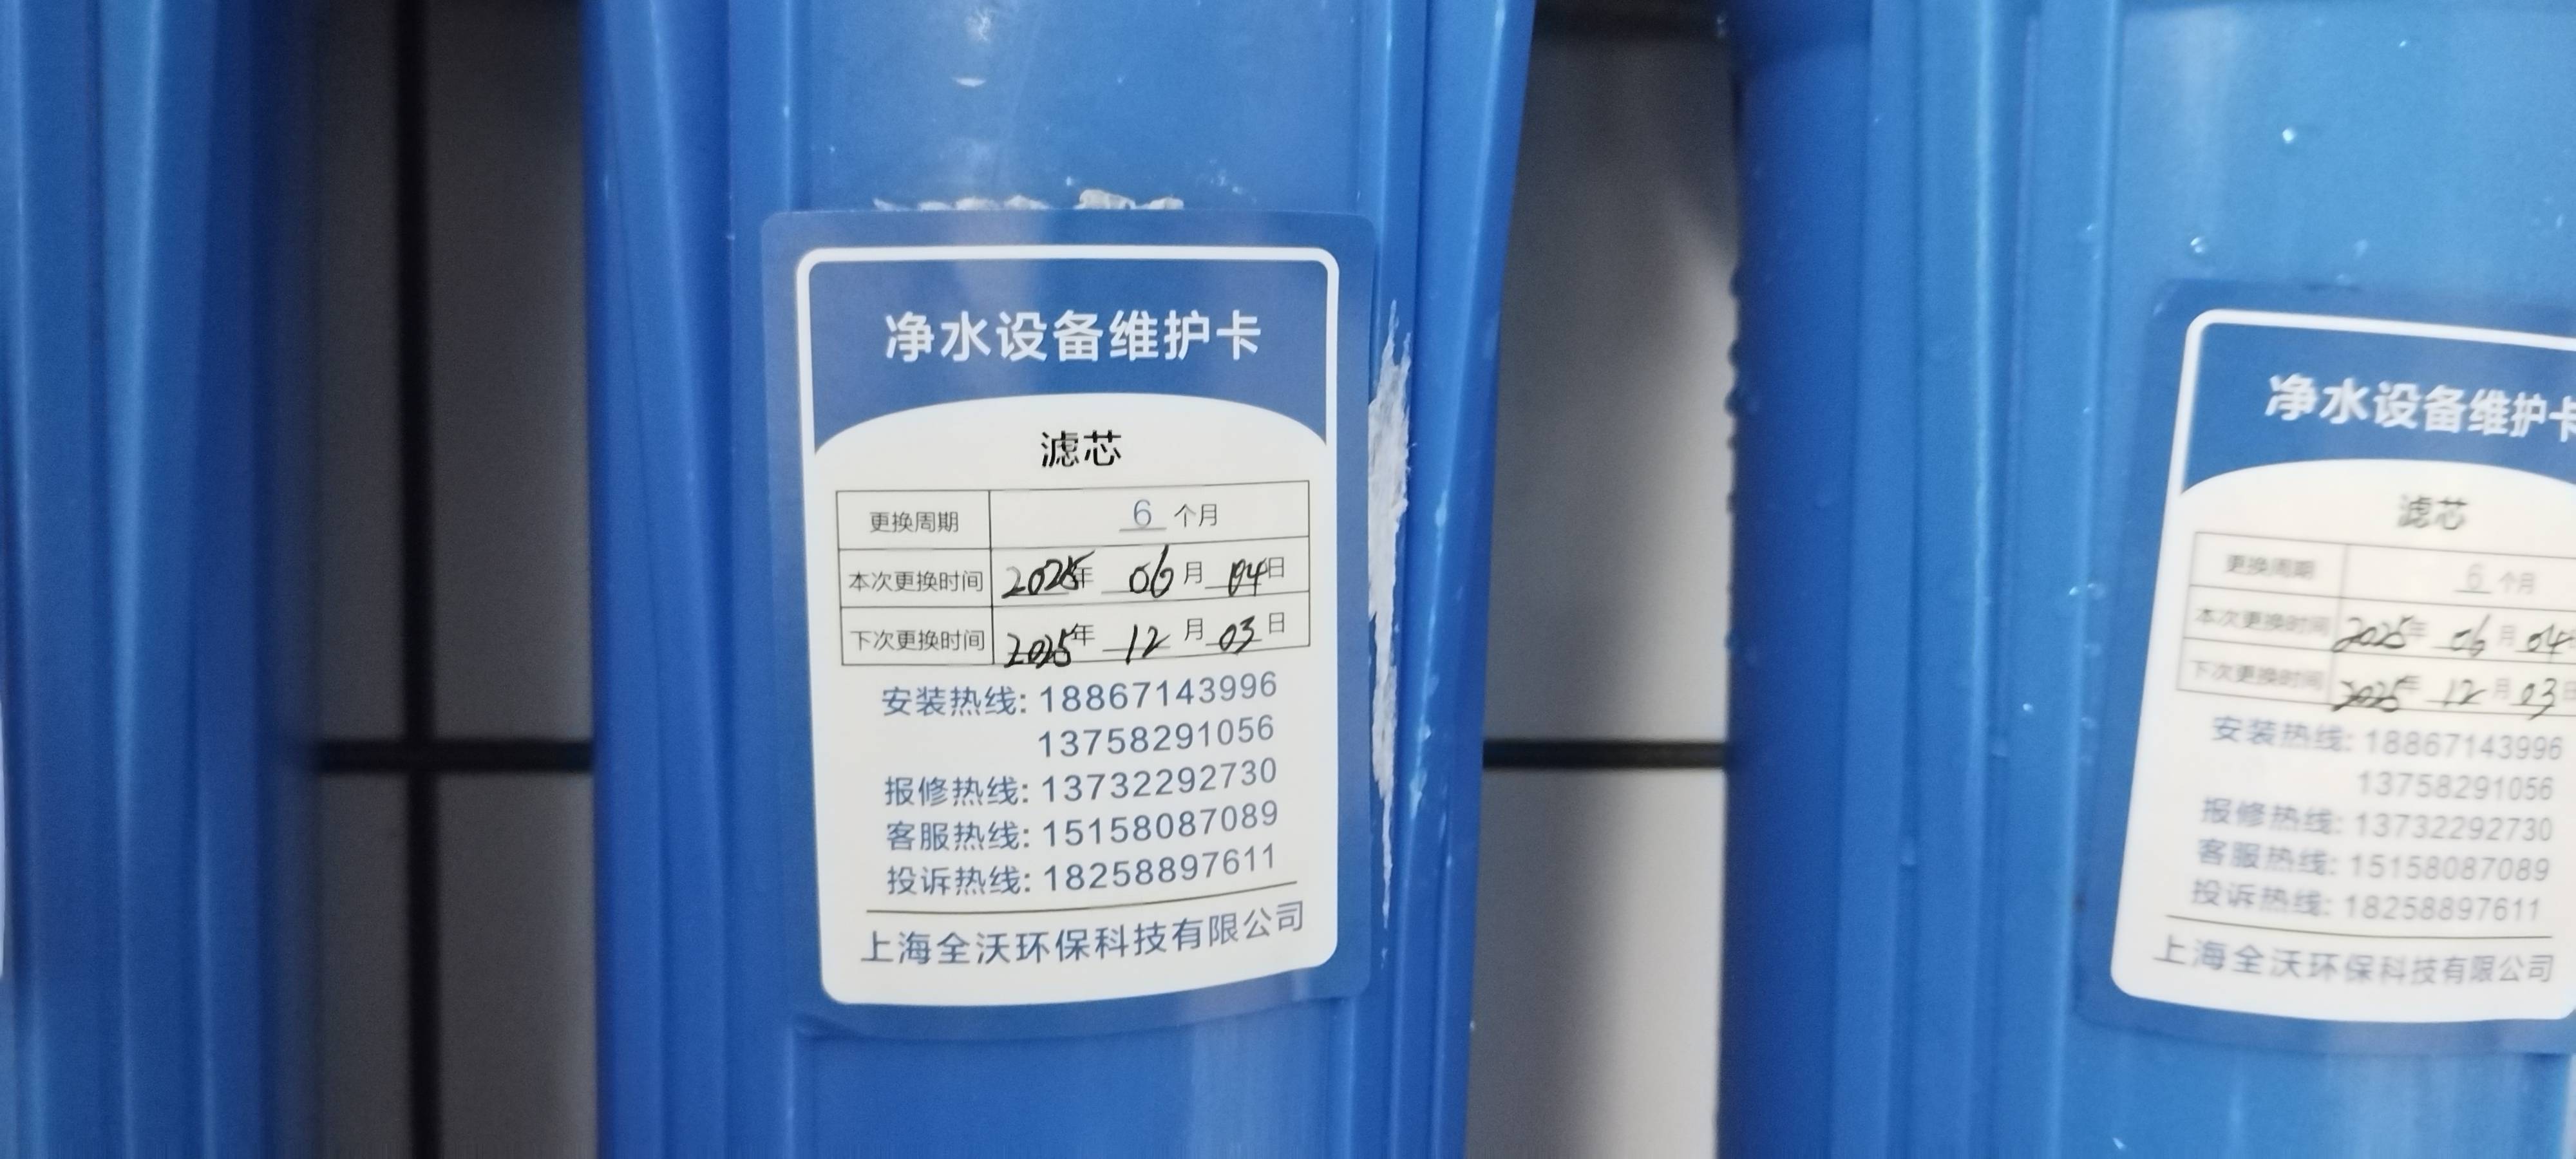 净水设备维护卡
滤芯
更换周期 6 个月
本次更换时间 2025年 06月 04日
下次更换时间 2025年 12月 03日
安装热线: 18867143996
13758291056
报修热线: 13732292730
客服热线: 15158087089
投诉热线: 18258897611
上海全沃环保科技有限公司
净水设备维护卡
滤芯
更换周期 6 个月
本次更换时间 2025年 06月 04
下次更换时间 2025年 12月 03日
安装热线: 18867143996
13758291056
报修热线: 13732292730
客服热线: 15158087089
投诉热线: 18258897611
上海全沃环保科技有限公司